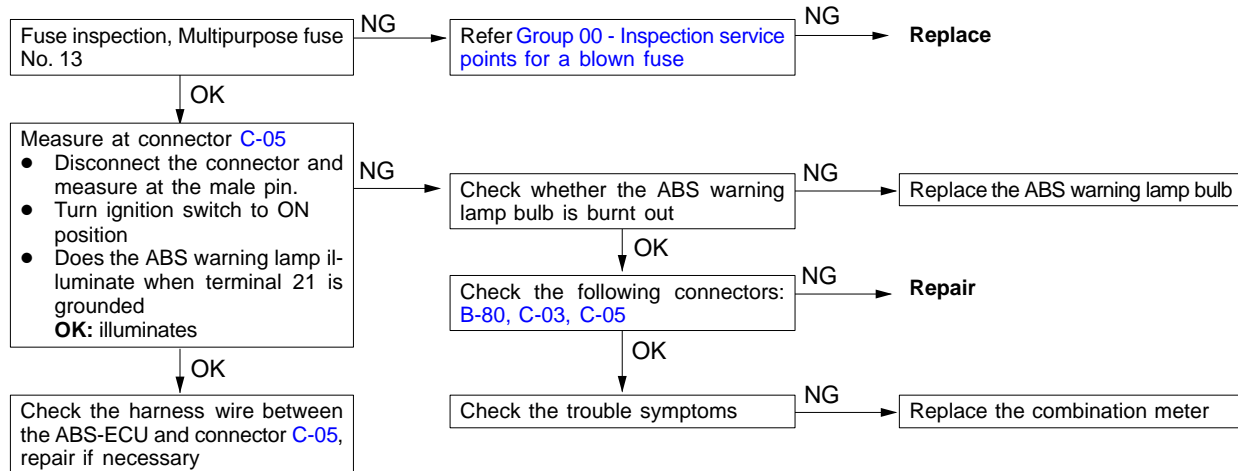 Fuse inspection, Multipurpose fuse
No. 13
NG
Refer Group 00 - Inspection service
points for a blown fuse
NG
Replace
OK
Measure at connector C-05
● Disconnect the connector and
measure at the male pin.
● Turn ignition switch to ON
position
● Does the ABS warning lamp il-
luminate when terminal 21 is
grounded
OK: illuminates
NG
Check whether the ABS warning
lamp bulb is burnt out
NG
Replace the ABS warning lamp bulb
OK
Check the following connectors:
B-80, C-03, C-05
NG
Repair
OK
OK
Check the harness wire between
the ABS-ECU and connector C-05,
repair if necessary
Check the trouble symptoms
NG
Replace the combination meter